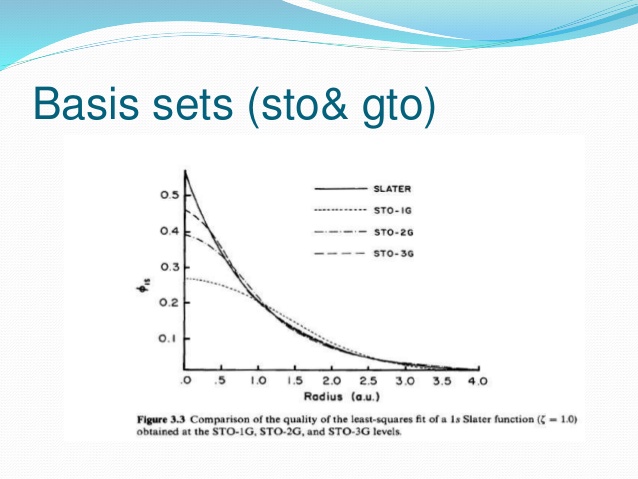 Basis sets (sto& gto)
SLATER
STO-1G
STO-2G
STO-3G
0.5
0.4
0.3
0.2
0.1
ϕ1s
.0 .5 1.0 1.5 2.0 2.5 3.0 3.5 4.0
Radius (a.u.)
Figure 3.3 Comparison of the quality of the least-squares fit of a 1s Slater function (ζ = 1.0)
obtained at the STO-1G, STO-2G, and STO-3G levels.